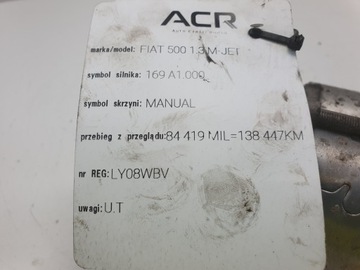 ACR
marka/model: FIAT 500 1.3 M-JET
symbol silnika: 169 A1.000
symbol skrzyni: MANUAL
przebieg z przeglądu: 84 419 MIL=138 447KM
nr REG: LY08WBV
uwagi: U.T